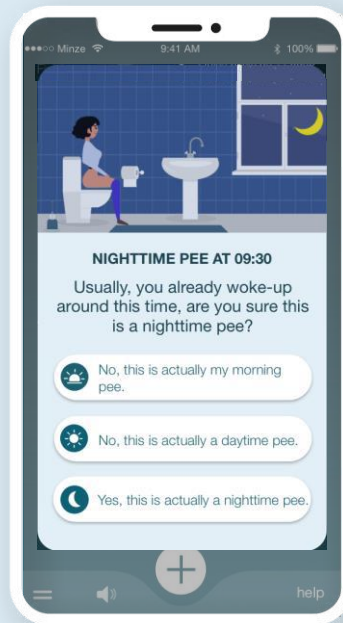 Minze 9:41 AM 100%
NIGHTTIME PEE AT 09:30
Usually, you already woke-up
around this time, are you sure this
is a nighttime pee?
No, this is actually my morning
pee.
No, this is actually a daytime pee.
Yes, this is actually a nighttime pee.
help